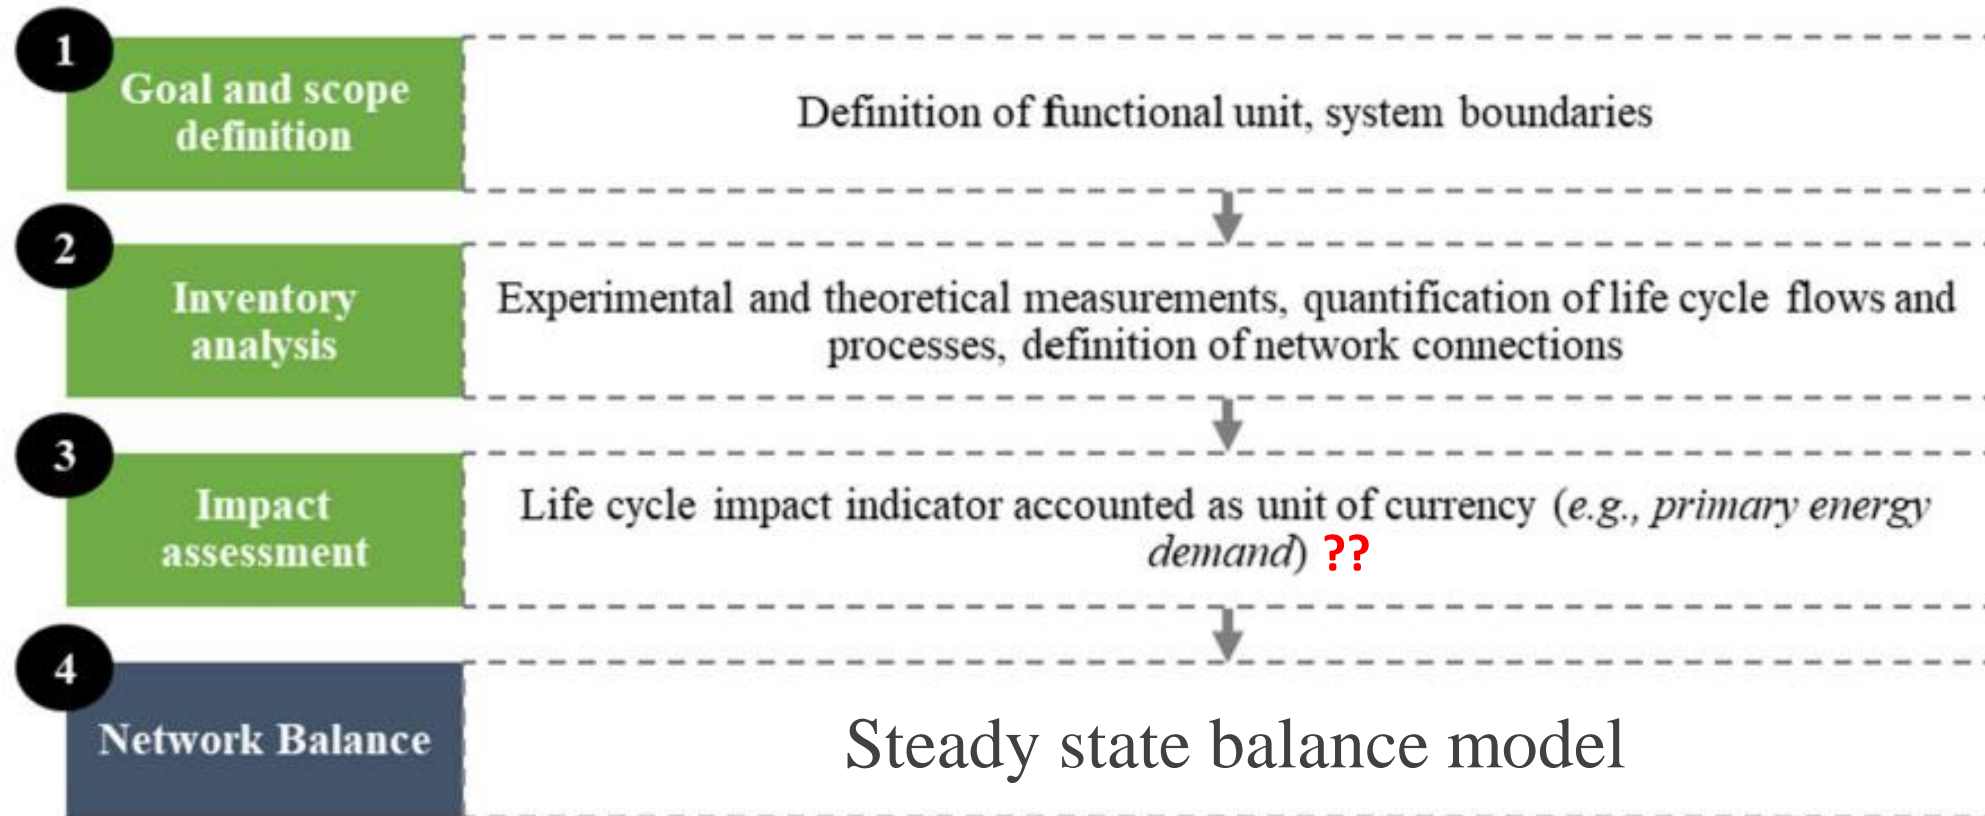 1
Goal and scope
definition
Definition of functional unit, system boundaries
2
Inventory
analysis
Experimental and theoretical measurements, quantification of life cycle flows and
processes, definition of network connections
3
Impact
assessment
Life cycle impact indicator accounted as unit of currency (e.g., primary energy
demand) ??
4
Network Balance
Steady state balance model